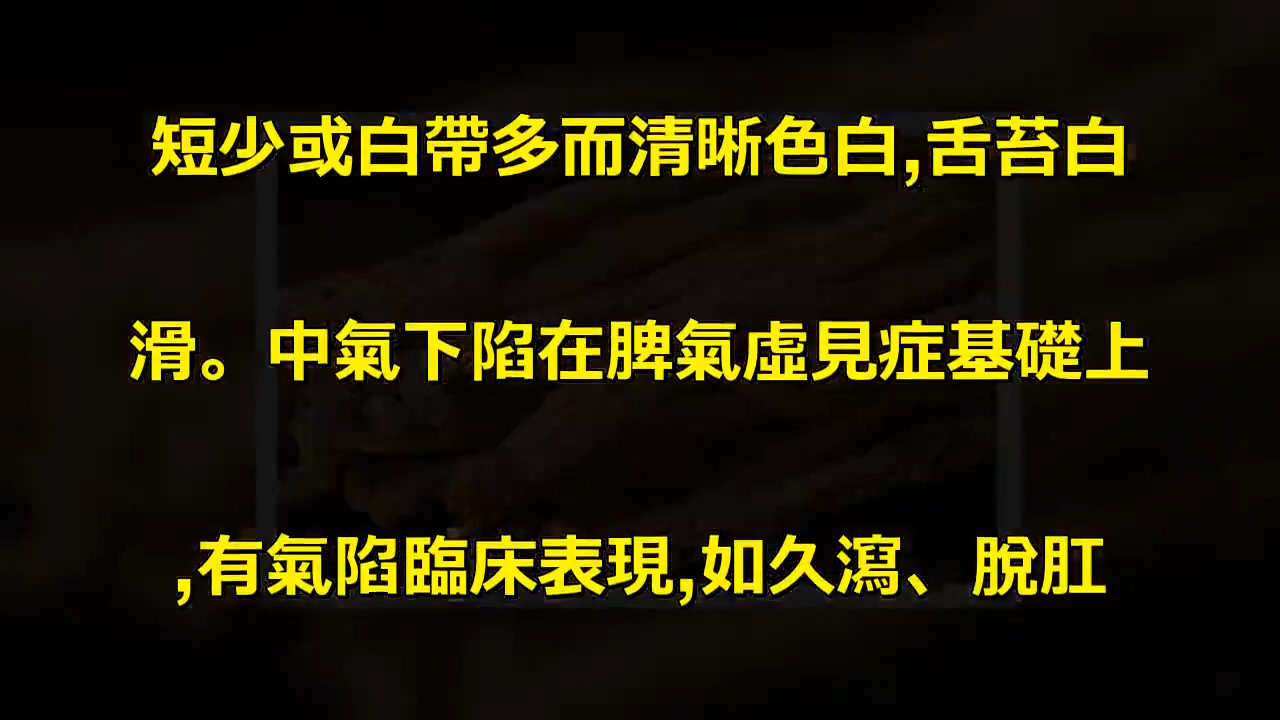 短少或白帶多而清晰色白,舌苔白
滑。中氣下陷在脾氣虛見症基礎上
,有氣陷臨床表現,如久瀉、脫肛